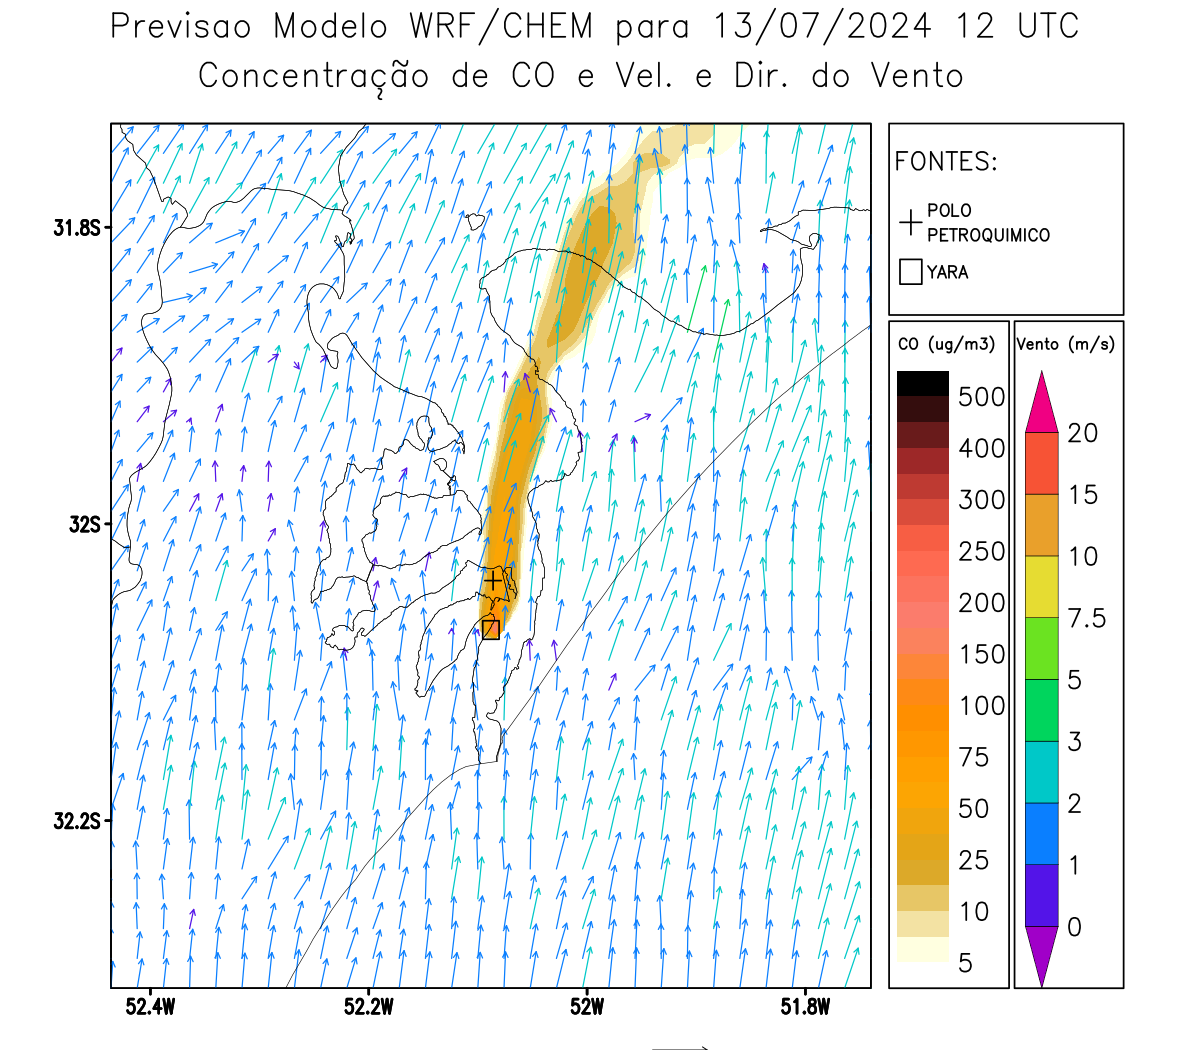 Previsao Modelo WRF/CHEM para 13/07/2024 12 UTC
Concentração de CO e Vel. e Dir. do Vento
FONTES:
POLO
PETROQUIMICO
YARA
31.8S
32S
32.2S
52.4W
52.2W
52W
51.8W
CO (ug/m3)
500
400
300
250
200
150
100
75
50
25
10
5
Vento (m/s)
20
15
10
7.5
5
3
2
1
0